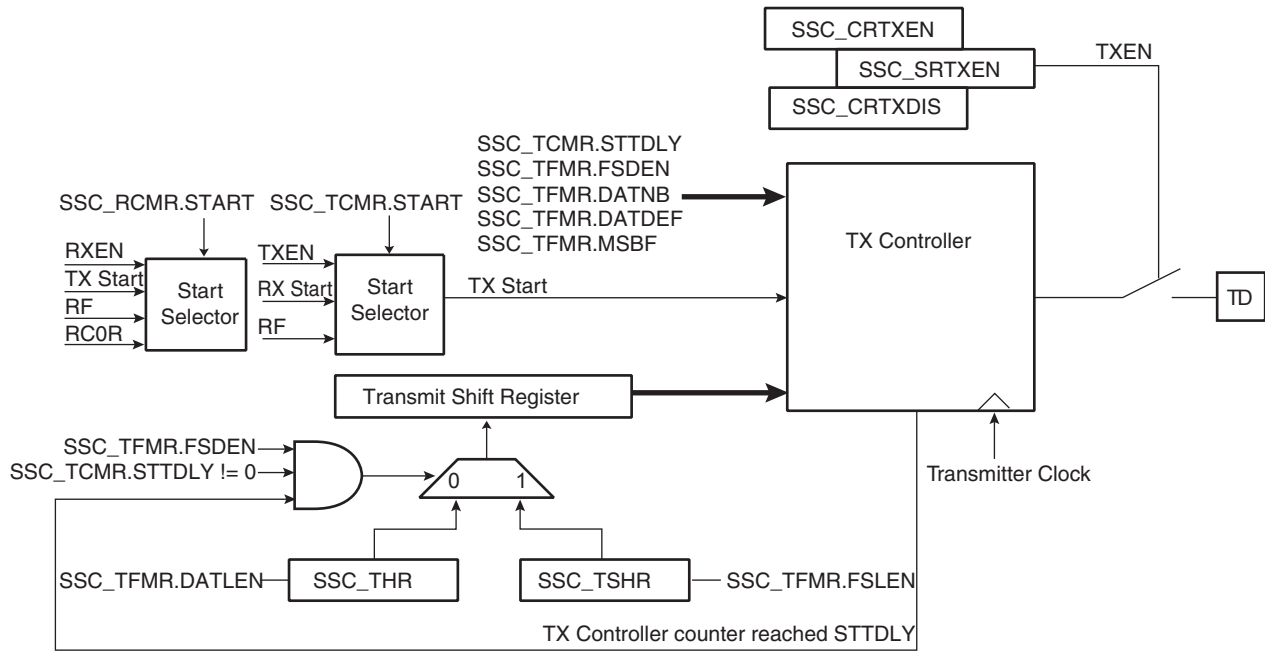 SSC_CRTXEN
SSC_SRTXEN
SSC_CRTXDIS
TXEN
SSC_TCMR.STTDLY
SSC_TFMR.FSDEN
SSC_TFMR.DATNB
SSC_TFMR.DATDEF
SSC_TFMR.MSBF
SSC_RCMR.START
SSC_TCMR.START
RXEN
TX Start
RF
RC0R
Start
Selector
TXEN
RX Start
RF
Start
Selector
TX Start
TX Controller
TD
Transmit Shift Register
SSC_TFMR.FSDEN
SSC_TCMR.STTDLY != 0
0 1
Transmitter Clock
SSC_TFMR.DATLEN
SSC_THR
SSC_TSHR
SSC_TFMR.FSLEN
TX Controller counter reached STTDLY